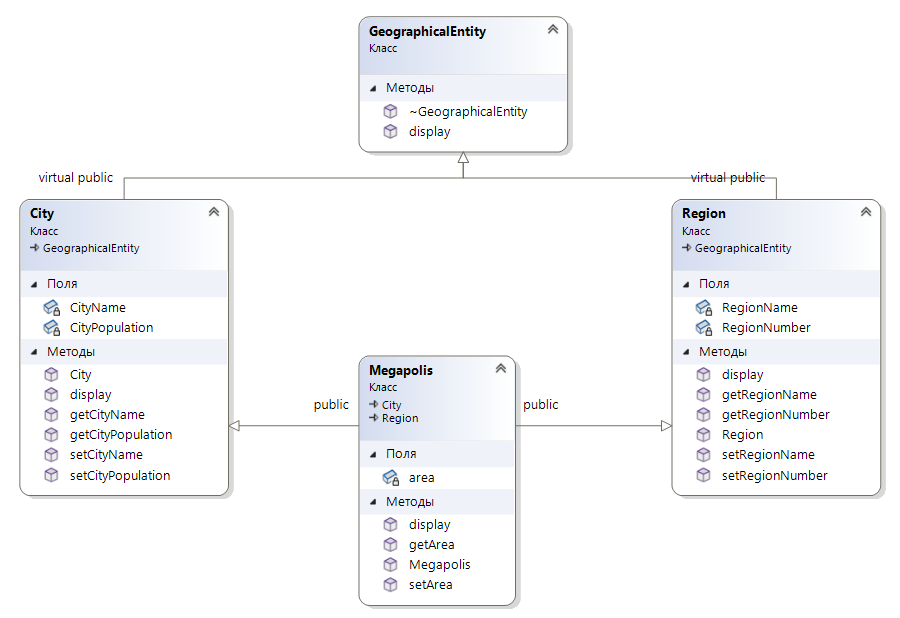 GeographicalEntity
Класс
Методы
~GeographicalEntity
display
virtual public
virtual public
City
Класс
GeographicalEntity
Поля
CityName
CityPopulation
Методы
City
display
getCityName
getCityPopulation
setCityName
setCityPopulation
public
Megapolis
Класс
City
Region
Поля
area
Методы
display
getArea
Megapolis
setArea
public
Region
Класс
GeographicalEntity
Поля
RegionName
RegionNumber
Методы
display
getRegionName
getRegionNumber
Region
setRegionName
setRegionNumber